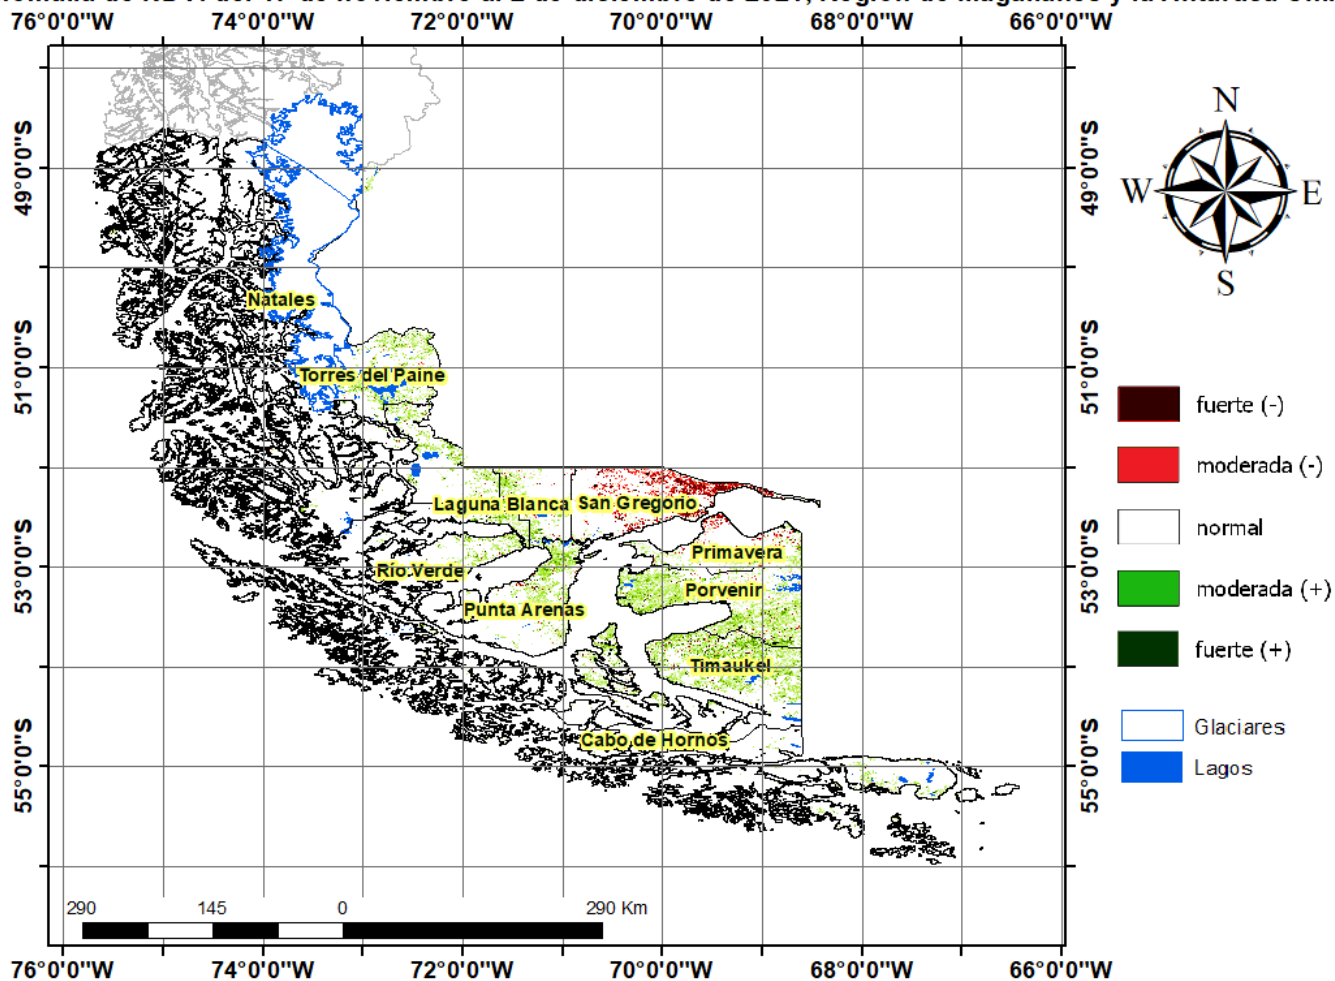 76°0'0"W 74°0'0"W 72°0'0"W 70°0'0"W 68°0'0"W 66°0'0"W
N
W E
S
49°0'0"S 49°0'0"S
51°0'0"S 51°0'0"S
53°0'0"S 53°0'0"S
55°0'0"S 55°0'0"S
Natales
Torres del Paine
Laguna Blanca San Gregorio
Primavera
Río Verde
Porvenir
Punta Arenas
Timaukel
Cabo de Hornos
fuerte (-)
moderada (-)
normal
moderada (+)
fuerte (+)
Glaciares
Lagos
290 145 0 290 Km
76°0'0"W 74°0'0"W 72°0'0"W 70°0'0"W 68°0'0"W 66°0'0"W